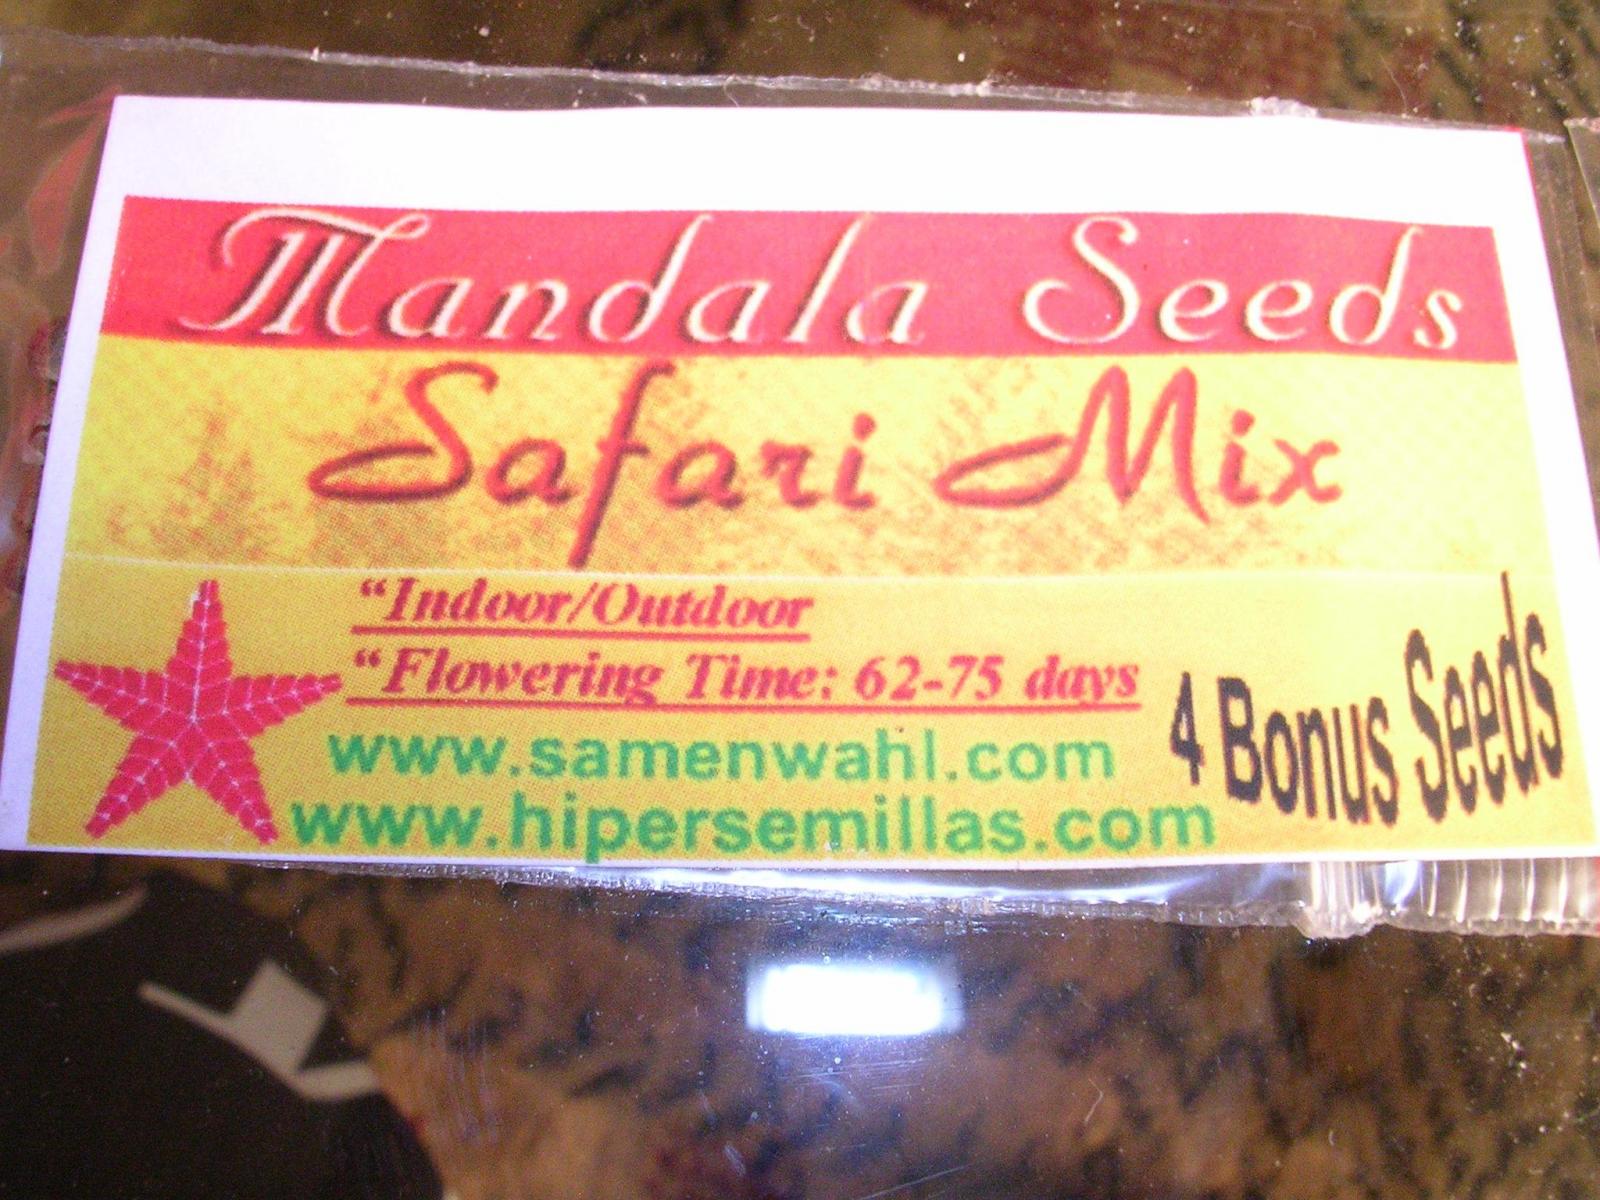 Mandala Seeds
Safari Mix
“Indoor/Outdoor
“Flowering Time: 62-75 days
4 Bonus Seeds
www.samenwahl.com
www.hipersemillas.com